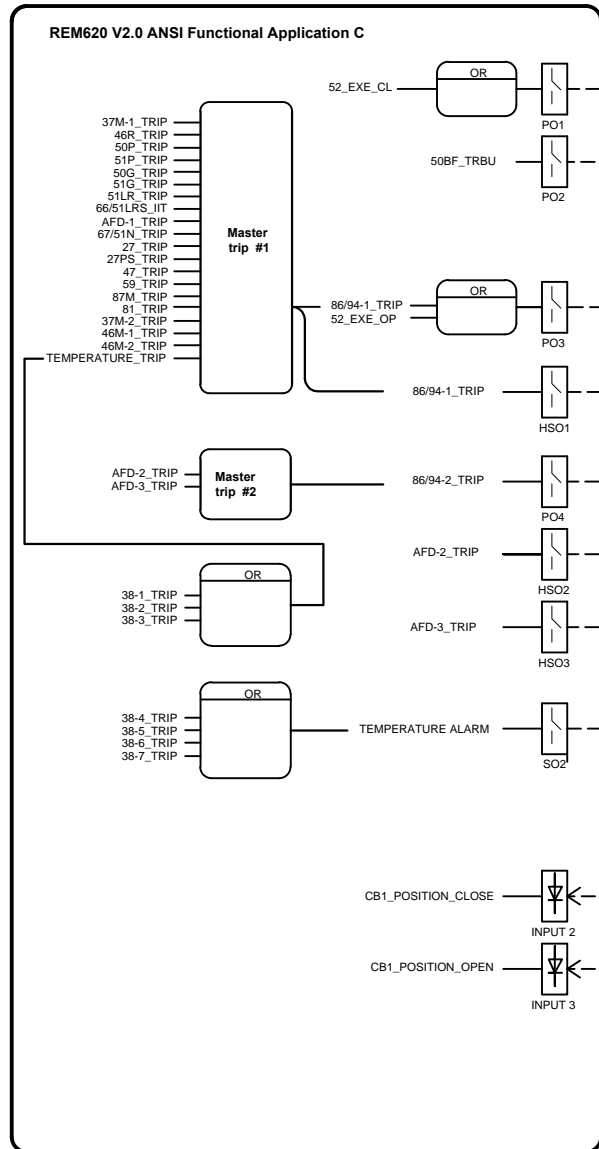 REM620 V2.0 ANSI Functional Application C
OR
52_EXE_CL
PO1
50BF_TRBU
PO2
37M-1_TRIP
46R_TRIP
50P_TRIP
51P_TRIP
50G_TRIP
51G_TRIP
51LR_TRIP
66/51LRS_IIT
AFD-1_TRIP
67/51N_TRIP
27_TRIP
27PS_TRIP
47_TRIP
59_TRIP
87M_TRIP
81_TRIP
37M-2_TRIP
46M-1_TRIP
46M-2_TRIP
TEMPERATURE_TRIP
Master
trip #1
OR
86/94-1_TRIP
52_EXE_OP
PO3
86/94-1_TRIP
HSO1
AFD-2_TRIP
AFD-3_TRIP
Master
trip #2
86/94-2_TRIP
PO4
AFD-2_TRIP
HSO2
OR
38-1_TRIP
38-2_TRIP
38-3_TRIP
AFD-3_TRIP
HSO3
OR
38-4_TRIP
38-5_TRIP
38-6_TRIP
38-7_TRIP
TEMPERATURE ALARM
SO2
CB1_POSITION_CLOSE
INPUT 2
CB1_POSITION_OPEN
INPUT 3